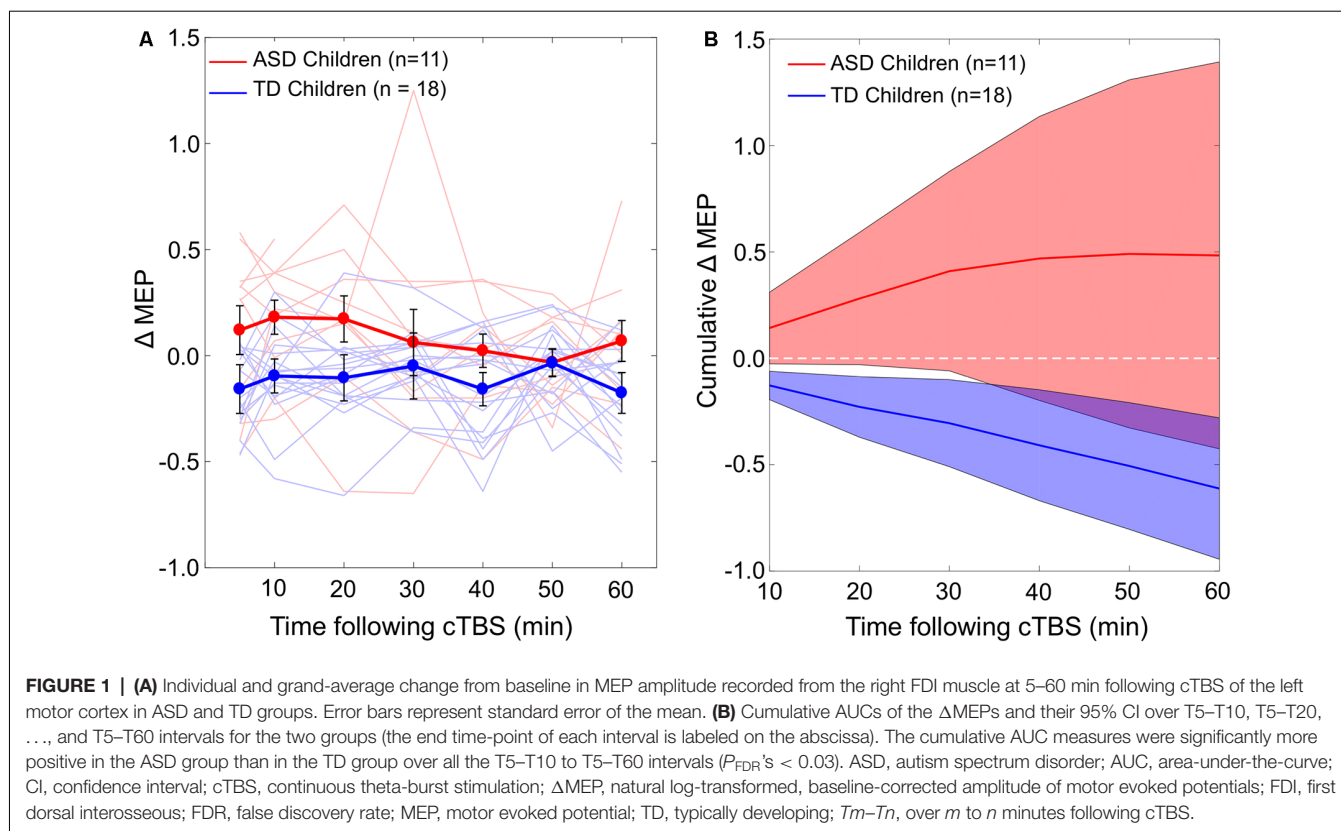 A
1.5
1.0
0.5
0.0
-0.5
-1.0
Δ MEP
ASD Children (n=11)
TD Children (n = 18)
10 20 30 40 50 60
Time following cTBS (min)
B
1.5
1.0
0.5
0.0
-0.5
-1.0
Cumulative Δ MEP
ASD Children (n=11)
TD Children (n=18)
10 20 30 40 50 60
Time following cTBS (min)
FIGURE 1 | (A) Individual and grand-average change from baseline in MEP amplitude recorded from the right FDI muscle at 5–60 min following cTBS of the left
motor cortex in ASD and TD groups. Error bars represent standard error of the mean. (B) Cumulative AUCs of the ΔMEPs and their 95% CI over T5–T10, T5–T20,
. . ., and T5–T60 intervals for the two groups (the end time-point of each interval is labeled on the abscissa). The cumulative AUC measures were significantly more
positive in the ASD group than in the TD group over all the T5–T10 to T5–T60 intervals (PFDR's < 0.03). ASD, autism spectrum disorder; AUC, area-under-the-curve;
CI, confidence interval; cTBS, continuous theta-burst stimulation; ΔMEP, natural log-transformed, baseline-corrected amplitude of motor evoked potentials; FDI, first
dorsal interosseous; FDR, false discovery rate; MEP, motor evoked potential; TD, typically developing; Tm–Tn, over m to n minutes following cTBS.